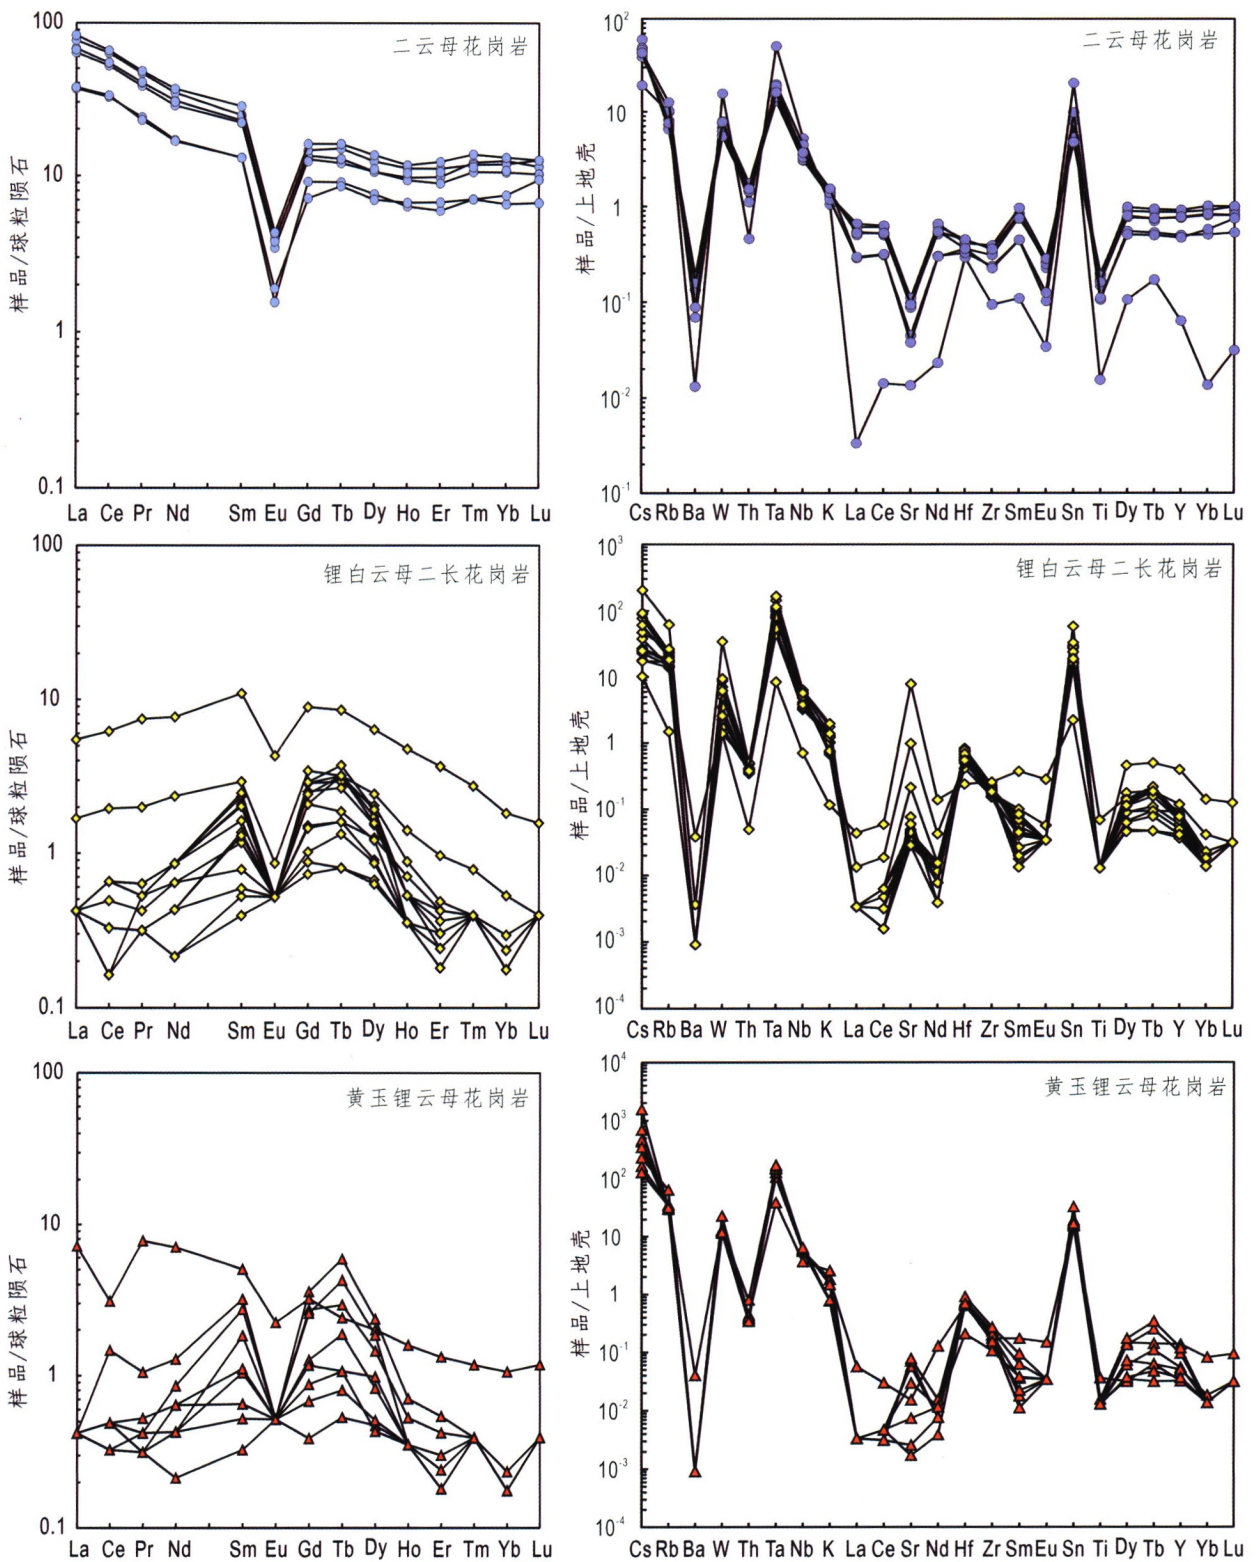 二云母花岗岩
样品/球粒陨石
100
10
1
0.1
La Ce Pr Nd Sm Eu Gd Tb Dy Ho Er Tm Yb Lu
二云母花岗岩
样品/上地壳
10²
10
1
10⁻¹
10⁻²
10⁻¹
Cs Rb Ba W Th Ta Nb K La Ce Sr Nd Hf Zr Sm Eu Sn Ti Dy Tb Y Yb Lu
锂白云母二长花岗岩
样品/球粒陨石
100
10
1
0.1
La Ce Pr Nd Sm Eu Gd Tb Dy Ho Er Tm Yb Lu
锂白云母二长花岗岩
样品/上地壳
10³
10²
10
1
10⁻¹
10⁻²
10⁻³
10⁻⁴
Cs Rb Ba W Th Ta Nb K La Ce Sr Nd Hf Zr Sm Eu Sn Ti Dy Tb Y Yb Lu
黄玉锂云母花岗岩
样品/球粒陨石
100
10
1
0.1
La Ce Pr Nd Sm Eu Gd Tb Dy Ho Er Tm Yb Lu
黄玉锂云母花岗岩
样品/上地壳
10⁴
10³
10²
10
1
10⁻¹
10⁻²
10⁻³
10⁻⁴
Cs Rb Ba W Th Ta Nb K La Ce Sr Nd Hf Zr Sm Eu Sn Ti Dy Tb Y Yb Lu